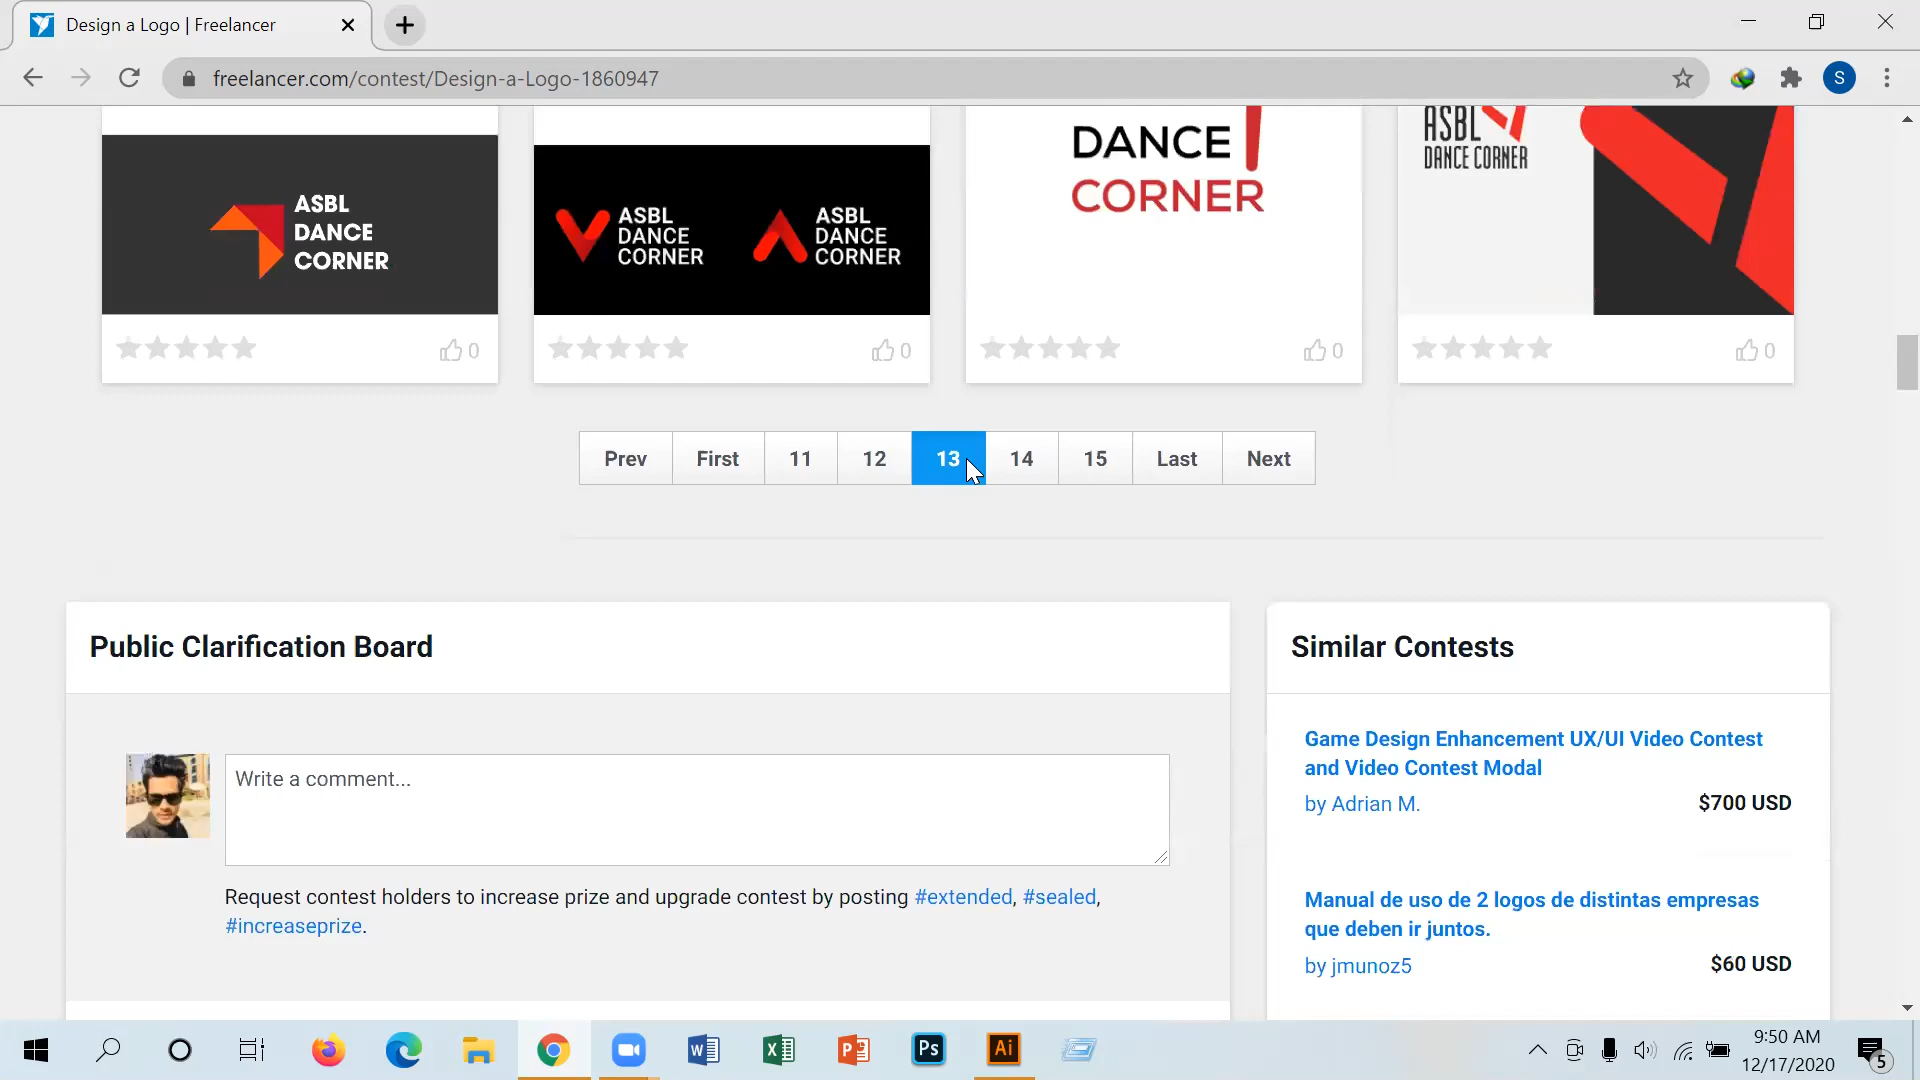 Design a Logo | Freelancer
freelancer.com/contest/Design-a-Logo-1860947
S
ASBL
DANCE
CORNER
ASBL
DANCE
CORNER
ASBL
DANCE
CORNER
DANCE
CORNER
ASBL
DANCE CORNER
0
0
0
0
Prev First 11 12 13 14 15 Last Next
Public Clarification Board
Write a comment...
Request contest holders to increase prize and upgrade contest by posting #extended, #sealed,
#increaseprize.
Similar Contests
Game Design Enhancement UX/UI Video Contest
and Video Contest Modal
by Adrian M. $700 USD
Manual de uso de 2 logos de distintas empresas
que deben ir juntos.
by jmunoz5 $60 USD
W X P Ps Ai
9:50 AM
12/17/2020
5